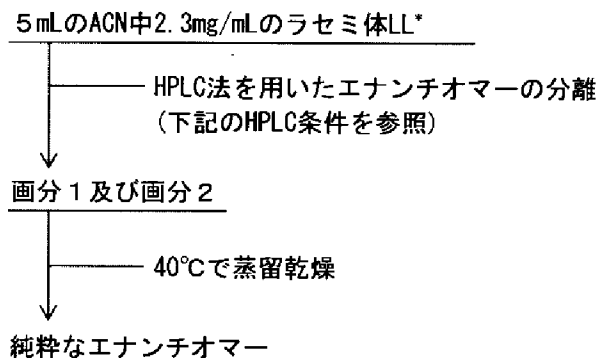 5mLのACN中2.3mg/mLのラセミ体LL*
HPLC法を用いたエナンチオマーの分離
(下記のHPLC条件を参照)
画分1及び画分2
40℃で蒸留乾燥
純粋なエナンチオマー